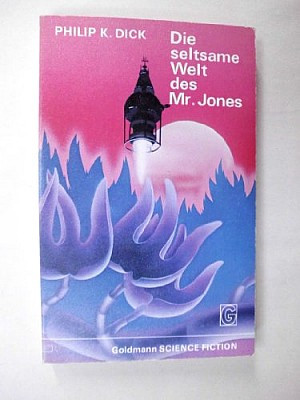 PHILIP K. DICK
Die
seltsame
Welt
des
Mr. Jones
G
Goldmann SCIENCE FICTION